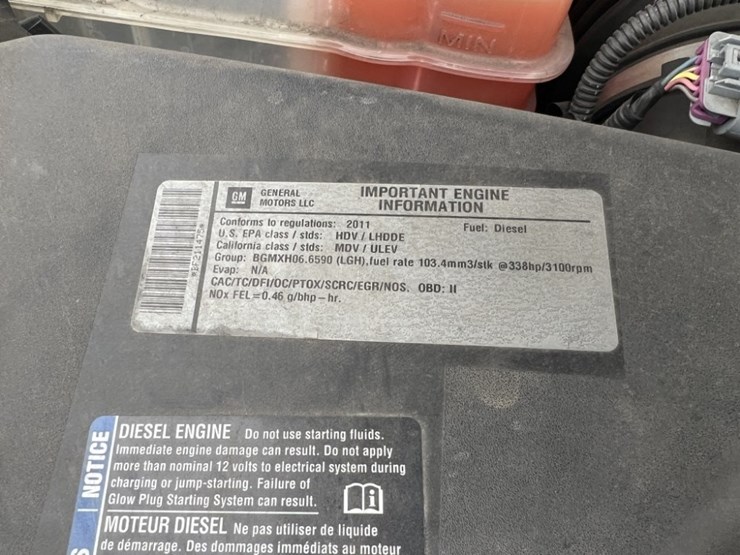 MIN
GM GENERAL MOTORS LLC
IMPORTANT ENGINE INFORMATION
Conforms to regulations: 2011 Fuel: Diesel
U.S. EPA class / stds: HDV / LHDDE
California class / stds: MDV / ULEV
Group: BGMXH06.6590 (LGH),fuel rate 103.4mm3/stk @338hp/3100rpm
Evap: N/A
CAC/TC/DFI/OC/PTOX/SCRC/EGR/NOS. OBD: II
NOx FEL=0.46 g/bhp-hr.
NOTICE
DIESEL ENGINE Do not use starting fluids.
Immediate engine damage can result. Do not apply
more than nominal 12 volts to electrical system during
charging or jump-starting. Failure of
Glow Plug Starting System can result.
MOTEUR DIESEL Ne pas utiliser de liquide
de démarrage. Des dommages immédiats au moteur